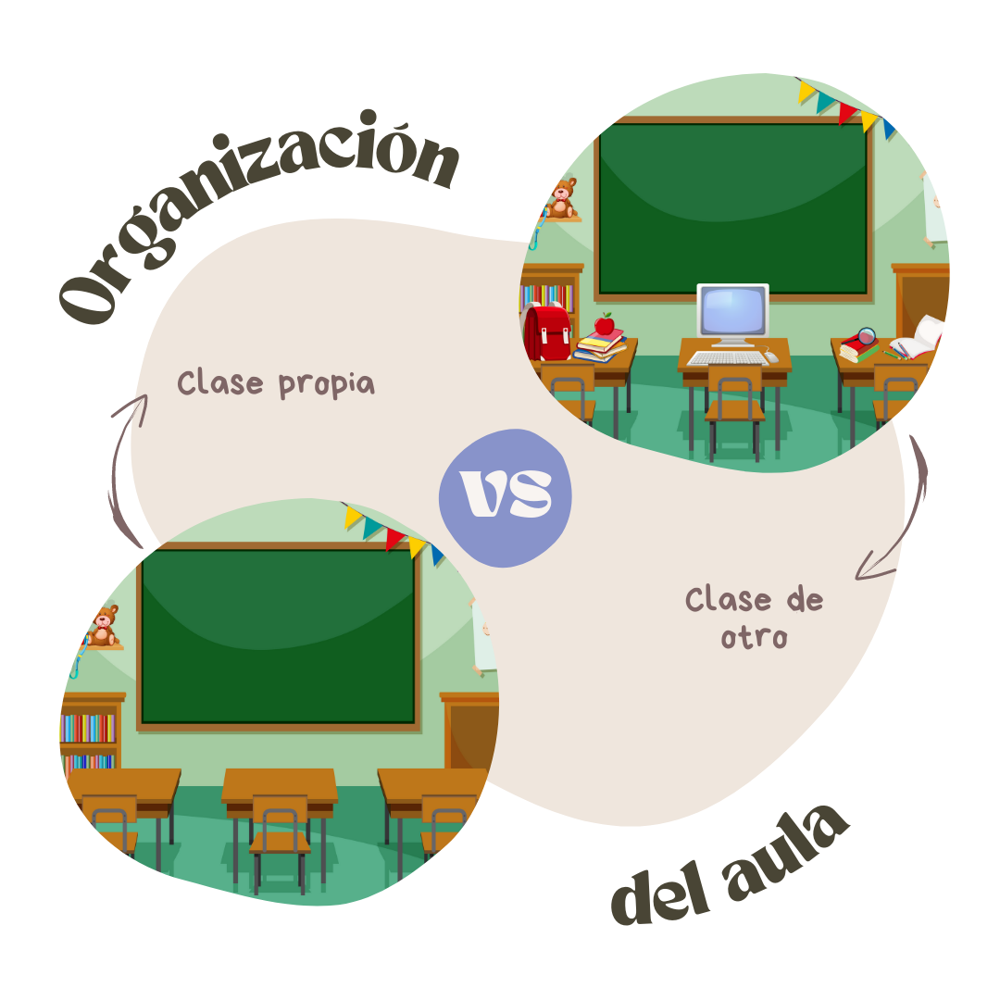 Organización
Clase propia
vs
Clase de
otro
del aula